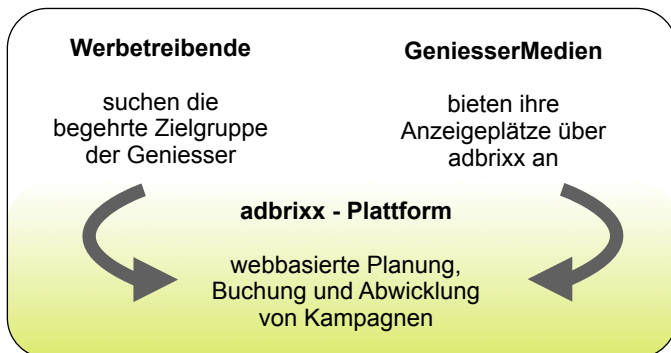 Werbetreibende
suchen die
begehrte Zielgruppe
der Geniesser
GeniesserMedien
bieten ihre
Anzeigeplätze über
adbrixx an
adbrixx - Plattform
webbasierte Planung,
Buchung und Abwicklung
von Kampagnen